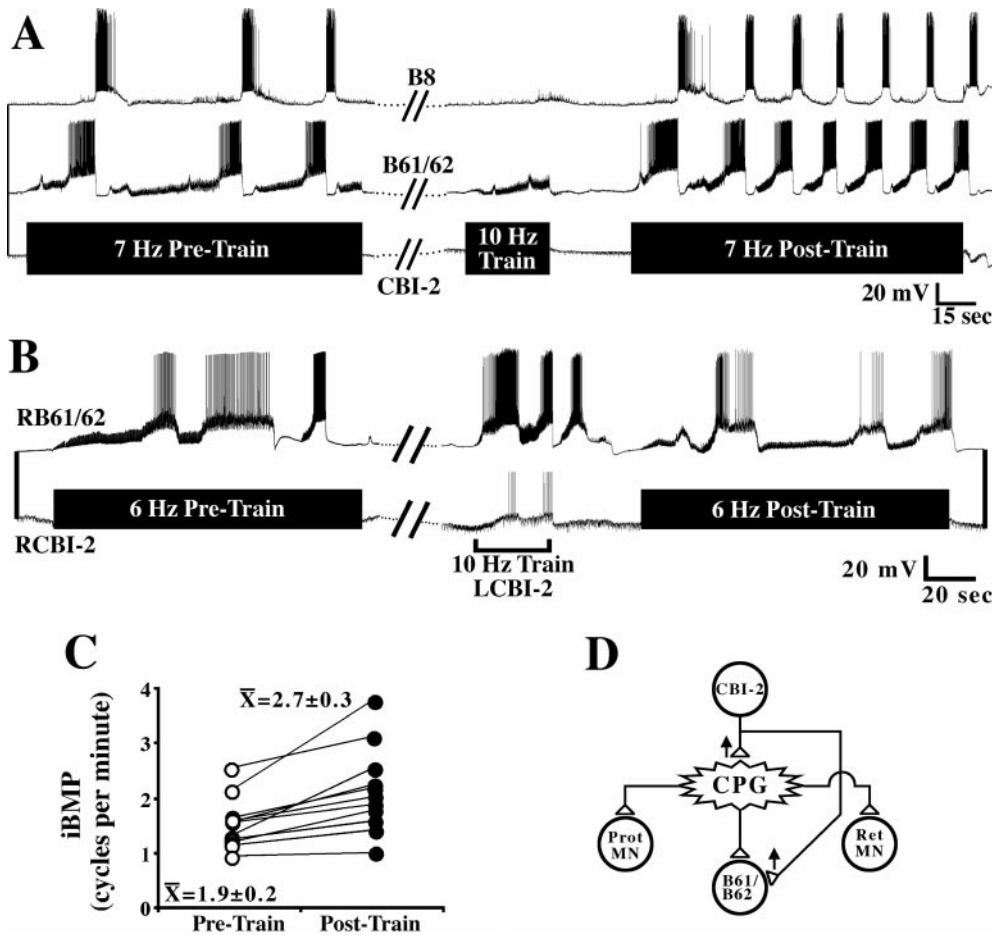 A
B8
B61/62
7 Hz Pre-Train
10 Hz
Train
7 Hz Post-Train
CBI-2
20 mV
15 sec
B
RB61/62
6 Hz Pre-Train
6 Hz Post-Train
RCBI-2
10 Hz Train
LCBI-2
20 mV
20 sec
C
iBMP
(cycles per minute)
4
3
2
1
0
X̄=2.7±0.3
X̄=1.9±0.2
Pre-Train
Post-Train
D
CBI-2
CPG
Prot
MN
B61/
B62
Ret
MN